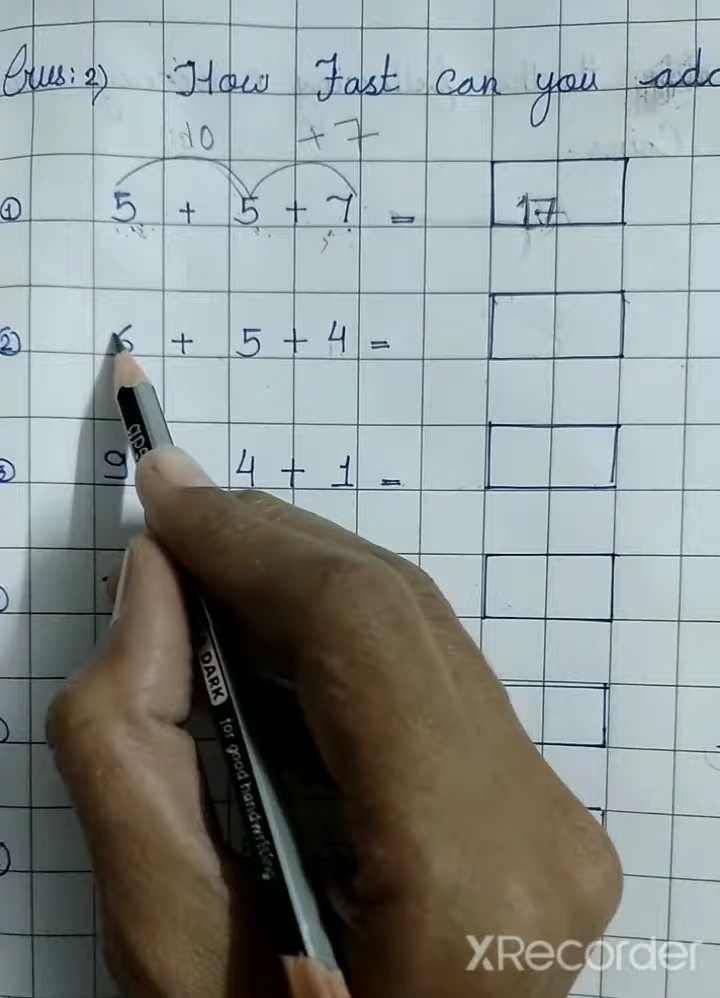 Ques: 2) How Fast Can you add
10 + 7
① 5 + 5 + 7 = 17
② 6 + 5 + 4 =
③ 9 4 + 1 =
DARK for good handwriting
XRecorder